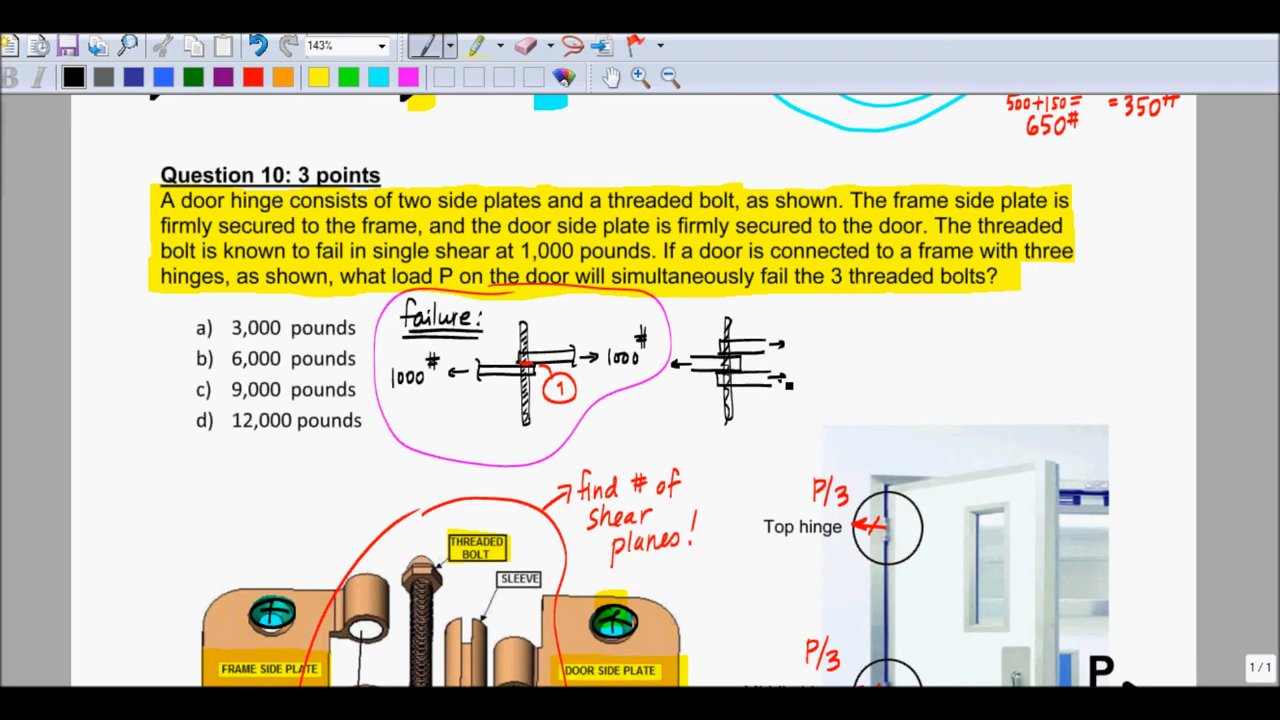 143%
B I
500+150=
650#
= 350#
Question 10: 3 points
A door hinge consists of two side plates and a threaded bolt, as shown. The frame side plate is
firmly secured to the frame, and the door side plate is firmly secured to the door. The threaded
bolt is known to fail in single shear at 1,000 pounds. If a door is connected to a frame with three
hinges, as shown, what load P on the door will simultaneously fail the 3 threaded bolts?
a) 3,000 pounds
b) 6,000 pounds
c) 9,000 pounds
d) 12,000 pounds
failure:
1000#
1000#
1
find # of
shear
planes!
P/3
Top hinge
THREADED
BOLT
SLEEVE
FRAME SIDE PLATE
DOOR SIDE PLATE
P/3
P
1 / 1